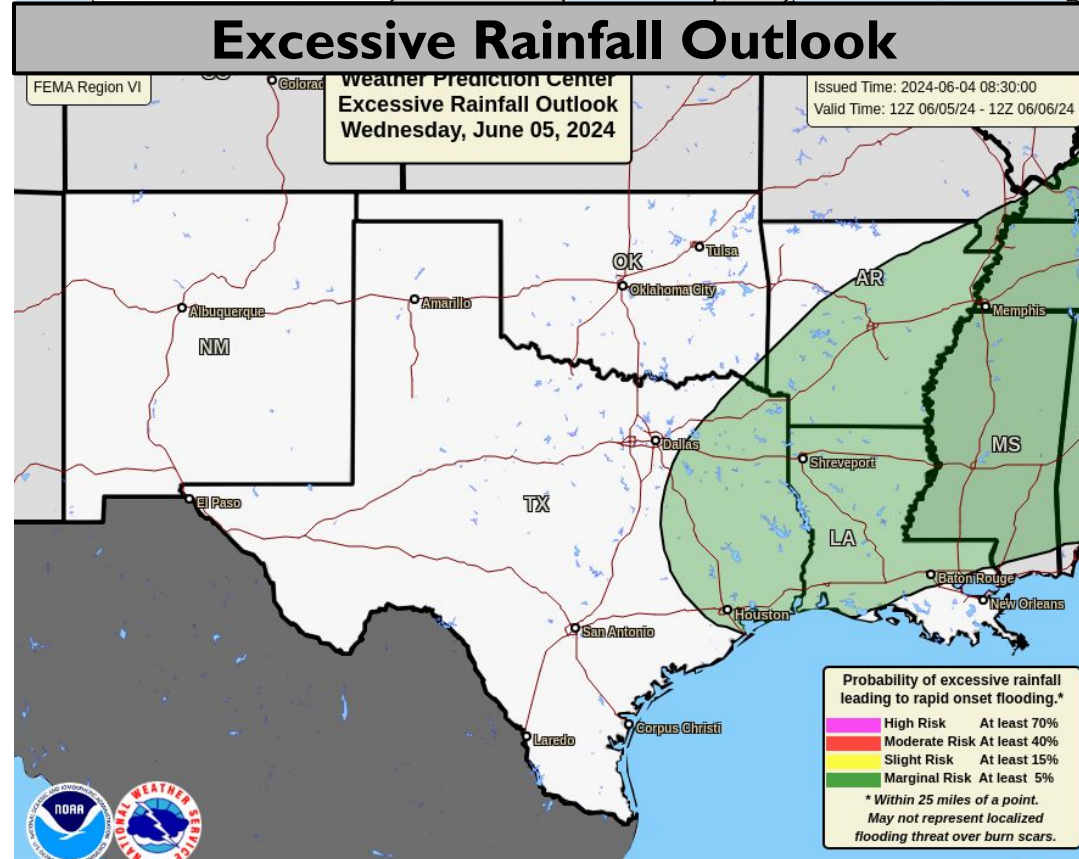 Excessive Rainfall Outlook
FEMA Region VI
Weather Prediction Center
Excessive Rainfall Outlook
Wednesday, June 05, 2024
Issued Time: 2024-06-04 08:30:00
Valid Time: 12Z 06/05/24 - 12Z 06/06/24
Colorad
Tulsa
OK
Oklahoma City
AR
Albuquerque
Amarillo
Memphis
NM
Dallas
MS
Shreveport
El Paso
TX
LA
Baton Rouge
New Orleans
Houston
San Antonio
Corpus Christi
Laredo
Probability of excessive rainfall
leading to rapid onset flooding.*
High Risk At least 70%
Moderate Risk At least 40%
Slight Risk At least 15%
Marginal Risk At least 5%
* Within 25 miles of a point.
May not represent localized
flooding threat over burn scars.
NOAA
NATIONAL WEATHER SERVICE